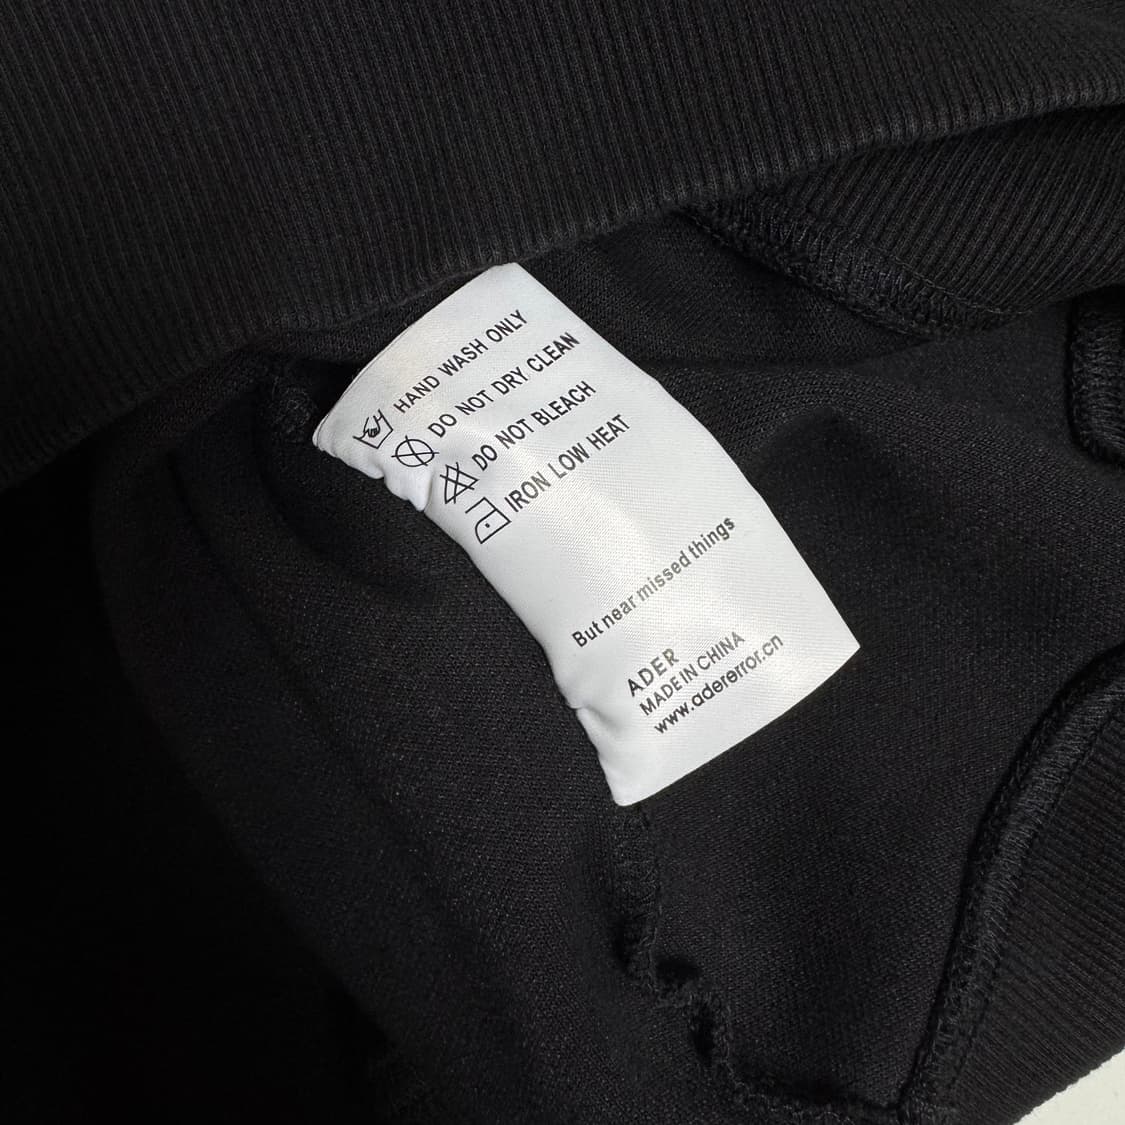 HAND WASH ONLY
DO NOT DRY CLEAN
DO NOT BLEACH
IRON LOW HEAT
But near missed things
ADER
MADE IN CHINA
www.adererror.cn